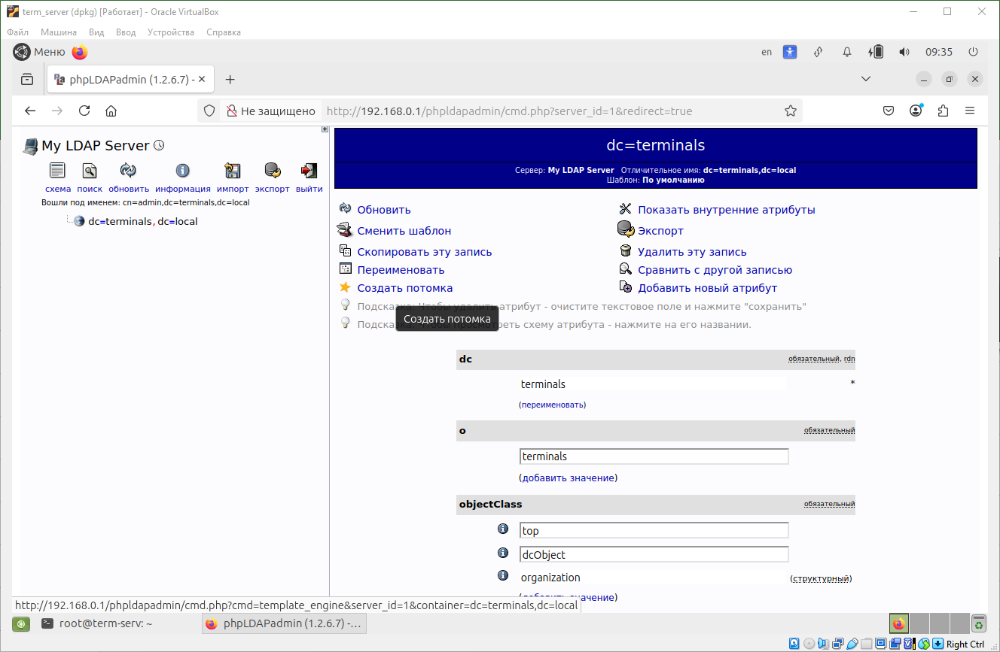 term_server (dpkg) [Работает] - Oracle VirtualBox
Файл Машина Вид Ввод Устройства Справка
Меню en 09:35
phpLDAPadmin (1.2.6.7) -
Не защищено http://192.168.0.1/phpldapadmin/cmd.php?server_id=1&redirect=true
My LDAP Server
схема поиск обновить информация импорт экспорт выйти
Вошли под именем: cn=admin,dc=terminals,dc=local
dc=terminals,dc=local
dc=terminals
Сервер: My LDAP Server Отличительное имя: dc=terminals,dc=local
Шаблон: По умолчанию
Обновить Показать внутренние атрибуты
Сменить шаблон Экспорт
Скопировать эту запись Удалить эту запись
Переименовать Сравнить с другой записью
Создать потомка Добавить новый атрибут
Подсказка: Чтобы удалить атрибут - очистите текстовое поле и нажмите "сохранить"
Создать потомка
Подсказка: Чтобы просмотреть схему атрибута - нажмите на его названии.
dc обязательный, rdn
terminals *
(переименовать)
o обязательный
terminals
(добавить значение)
objectClass обязательный
top
dcObject
organization (структурный)
(добавить значение)
http://192.168.0.1/phpldapadmin/cmd.php?cmd=template_engine&server_id=1&container=dc=terminals,dc=local
root@term-serv: ~ phpLDAPadmin (1.2.6.7) -...
Right Ctrl